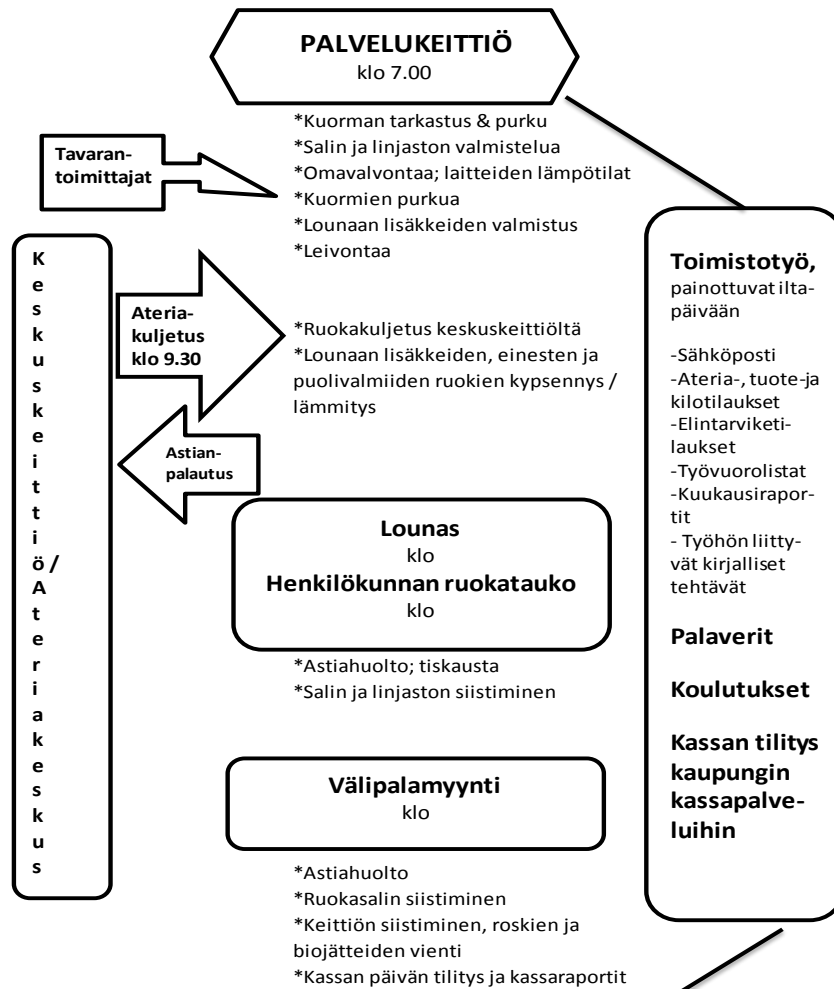 PALVELUKEITTIÖ
klo 7.00
*Kuorman tarkastus & purku
*Salin ja linjaston valmistelua
*Omavalvontaa; laitteiden lämpötilat
*Kuormien purkua
*Lounaan lisäkkeiden valmistus
*Leivontaa
Tavaran-
toimittajat
K
e
s
k
u
s
k
e
i
t
t
i
ö /
A
t
e
r
i
a
k
e
s
k
u
s
Ateria-
kuljetus
klo 9.30
*Ruokakuljetus keskuskeittiöltä
*Lounaan lisäkkeiden, einesten ja
puolivalmiiden ruokien kypsennys /
lämmitys
Astian-
palautus
Lounas
klo
Henkilökunnan ruokatauko
klo
*Astiahuolto; tiskausta
*Salin ja linjaston siistiminen
Välipalamyynti
klo
*Astiahuolto
*Ruokasalin siistiminen
*Keittiön siistiminen, roskien ja
biojätteiden vienti
*Kassan päivän tilitys ja kassaraportit
Toimistotyö,
painottuvat ilta-
päivään
-Sähköposti
-Ateria-, tuote-ja
kilotilaukset
-Elintarviketi-
laukset
-Työvuorolistat
-Kuukausirapor-
tit
- Työhön liitty-
vät kirjalliset
tehtävät
Palaverit
Koulutukset
Kassan tilitys
kaupungin
kassapalve-
luihin